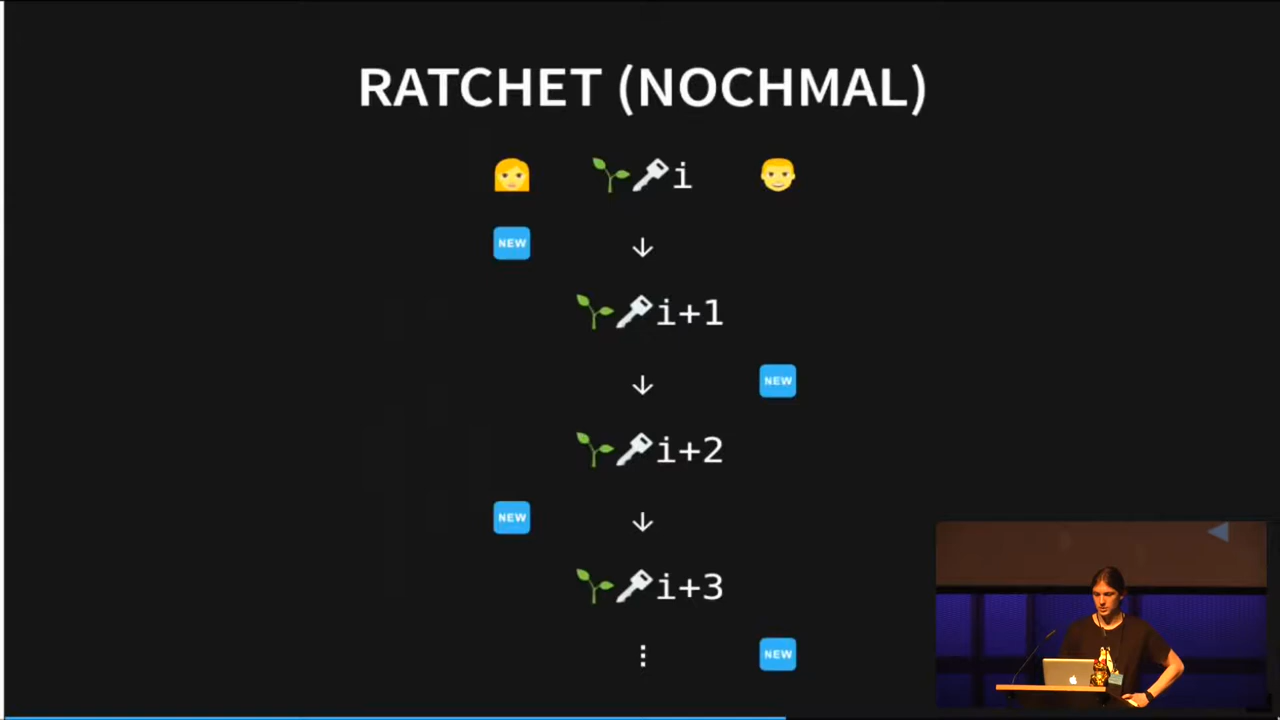 RATCHET (NOCHMAL)
i
NEW ↓
i+1
↓ NEW
i+2
NEW ↓
i+3
⋮ NEW